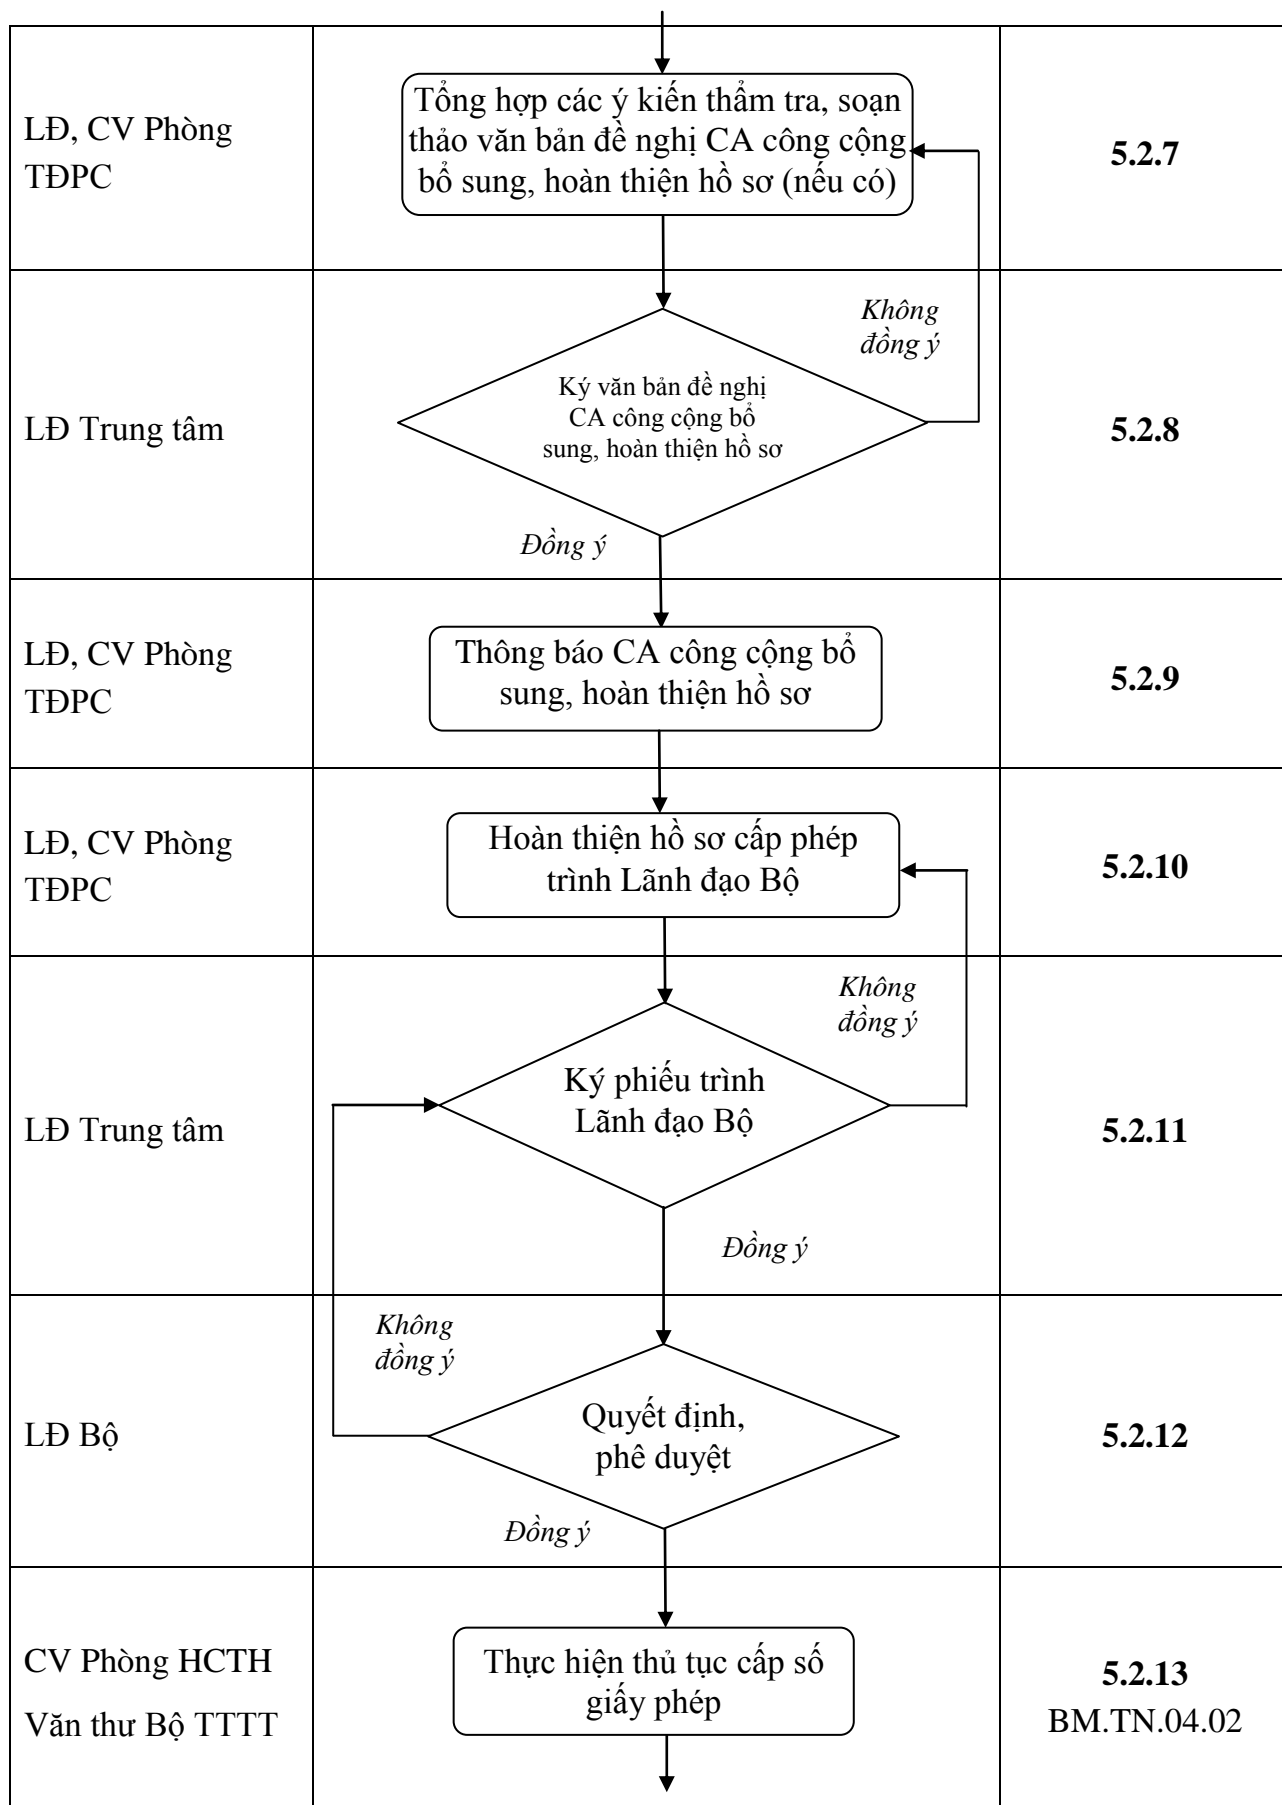 LĐ, CV Phòng
TĐPC
Tổng hợp các ý kiến thẩm tra, soạn
thảo văn bản đề nghị CA công cộng
bổ sung, hoàn thiện hồ sơ (nếu có)
5.2.7
LĐ Trung tâm
Ký văn bản đề nghị
CA công cộng bổ
sung, hoàn thiện hồ sơ
Không
đồng ý
Đồng ý
5.2.8
LĐ, CV Phòng
TĐPC
Thông báo CA công cộng bổ
sung, hoàn thiện hồ sơ
5.2.9
LĐ, CV Phòng
TĐPC
Hoàn thiện hồ sơ cấp phép
trình Lãnh đạo Bộ
5.2.10
LĐ Trung tâm
Ký phiếu trình
Lãnh đạo Bộ
Không
đồng ý
Đồng ý
5.2.11
LĐ Bộ
Không
đồng ý
Quyết định,
phê duyệt
Đồng ý
5.2.12
CV Phòng HCTH
Văn thư Bộ TTTT
Thực hiện thủ tục cấp số
giấy phép
5.2.13
BM.TN.04.02